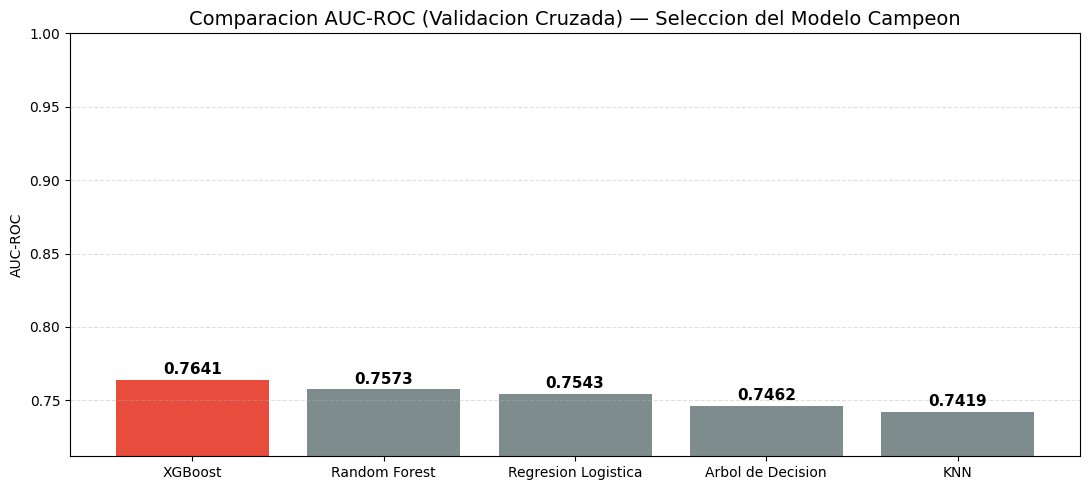 Comparacion AUC-ROC (Validacion Cruzada) — Seleccion del Modelo Campeon
1.00
0.95
0.90
0.85
0.80
0.75
AUC-ROC
0.7641
0.7573
0.7543
0.7462
0.7419
XGBoost
Random Forest
Regresion Logistica
Arbol de Decision
KNN